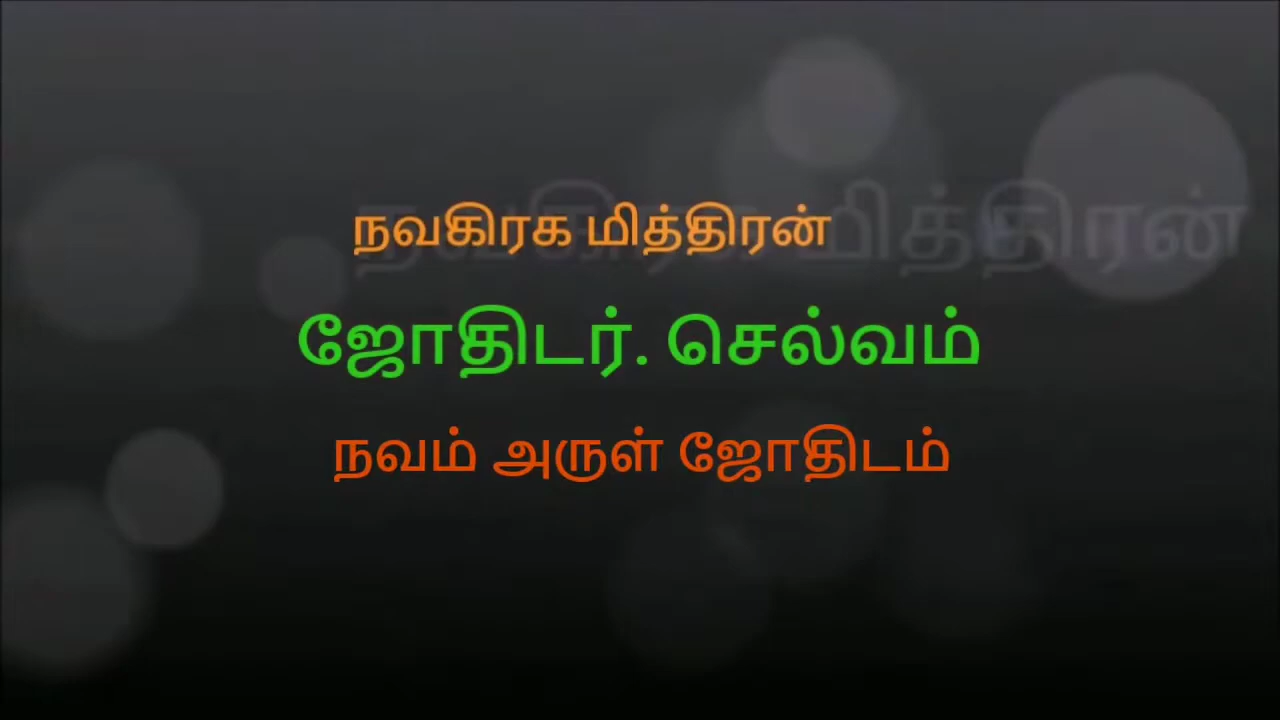 நவகிரக மித்திரன்
ஜோதிடர். செல்வம்
நவம் அருள் ஜோதிடம்